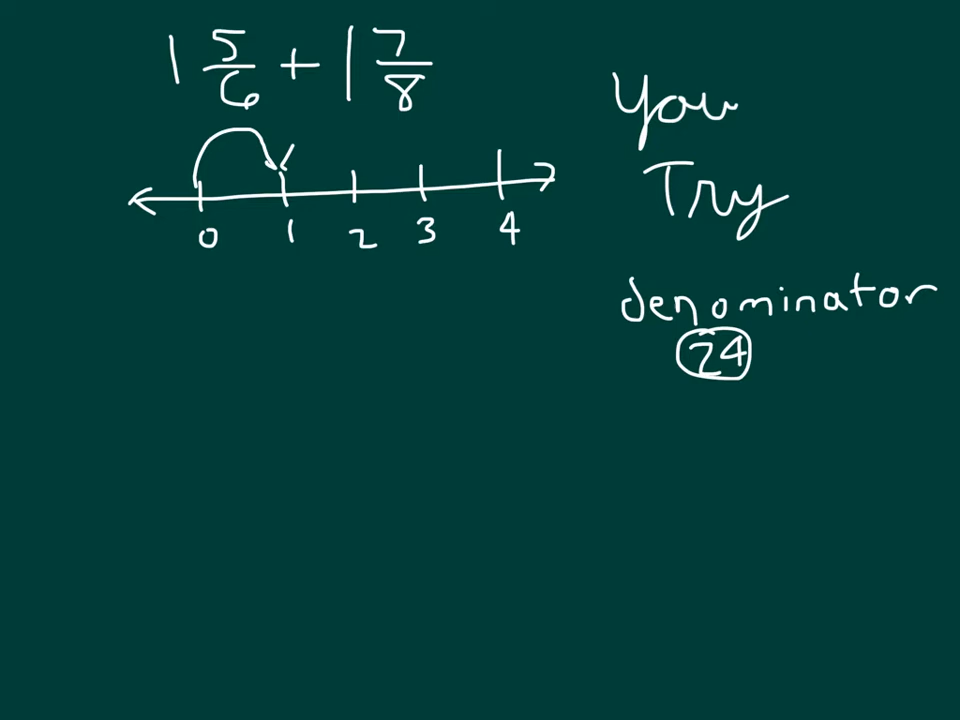 1 5/6 + 1 7/8
You
Try
0 1 2 3 4
denominator
24